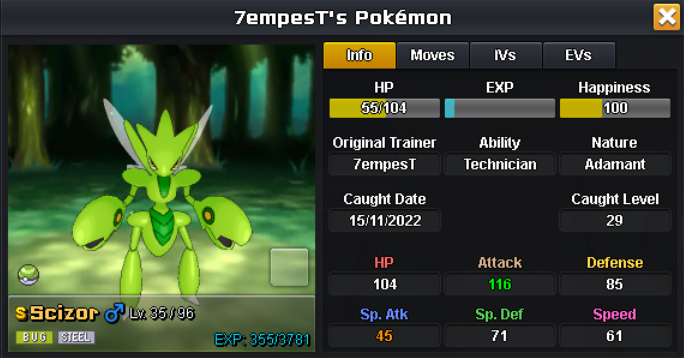 7empesT's Pokémon
Info Moves IVs EVs
HP EXP Happiness
55/104 100
Original Trainer Ability Nature
7empesT Technician Adamant
Caught Date Caught Level
15/11/2022 29
HP Attack Defense
104 116 85
Sp. Atk Sp. Def Speed
45 71 61
S Scizor ♂ Lv. 35 / 96
BUG STEEL EXP: 355/3781